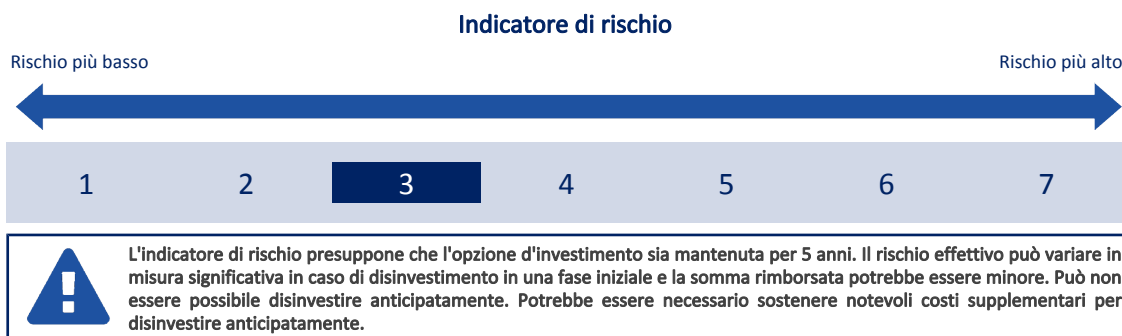 Indicatore di rischio
Rischio più basso
Rischio più alto
1 2 3 4 5 6 7
L'indicatore di rischio presuppone che l'opzione d'investimento sia mantenuta per 5 anni. Il rischio effettivo può variare in
misura significativa in caso di disinvestimento in una fase iniziale e la somma rimborsata potrebbe essere minore. Può non
essere possibile disinvestire anticipatamente. Potrebbe essere necessario sostenere notevoli costi supplementari per
disinvestire anticipatamente.